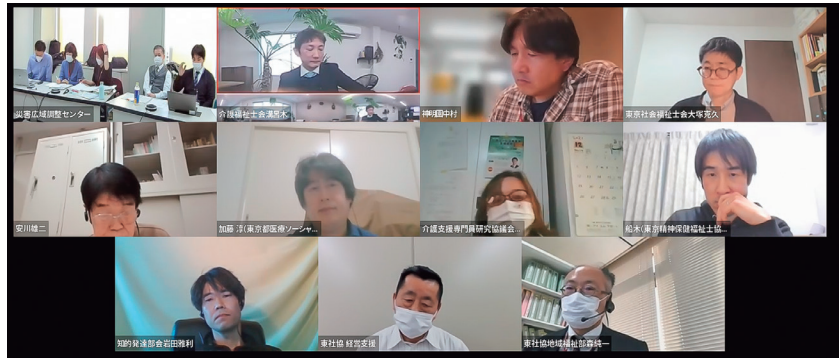 災害広域調整センター
介護福祉士会溝呂木
神明園中村
東京社会福祉士会大塚克久
安川雄二
加藤 淳(東京都医療ソーシャ...
介護支援専門員研究協議会...
船木(東京精神保健福祉士協...
知的発達部会岩田雅利
東社協 経営支援
東社協地域福祉部森純一